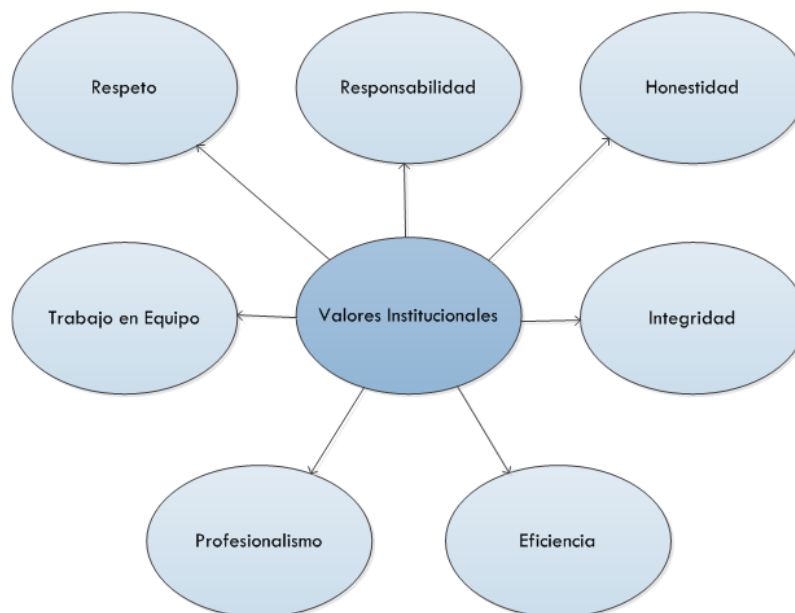 Respeto
Responsabilidad
Honestidad
Trabajo en Equipo
Valores Institucionales
Integridad
Profesionalismo
Eficiencia